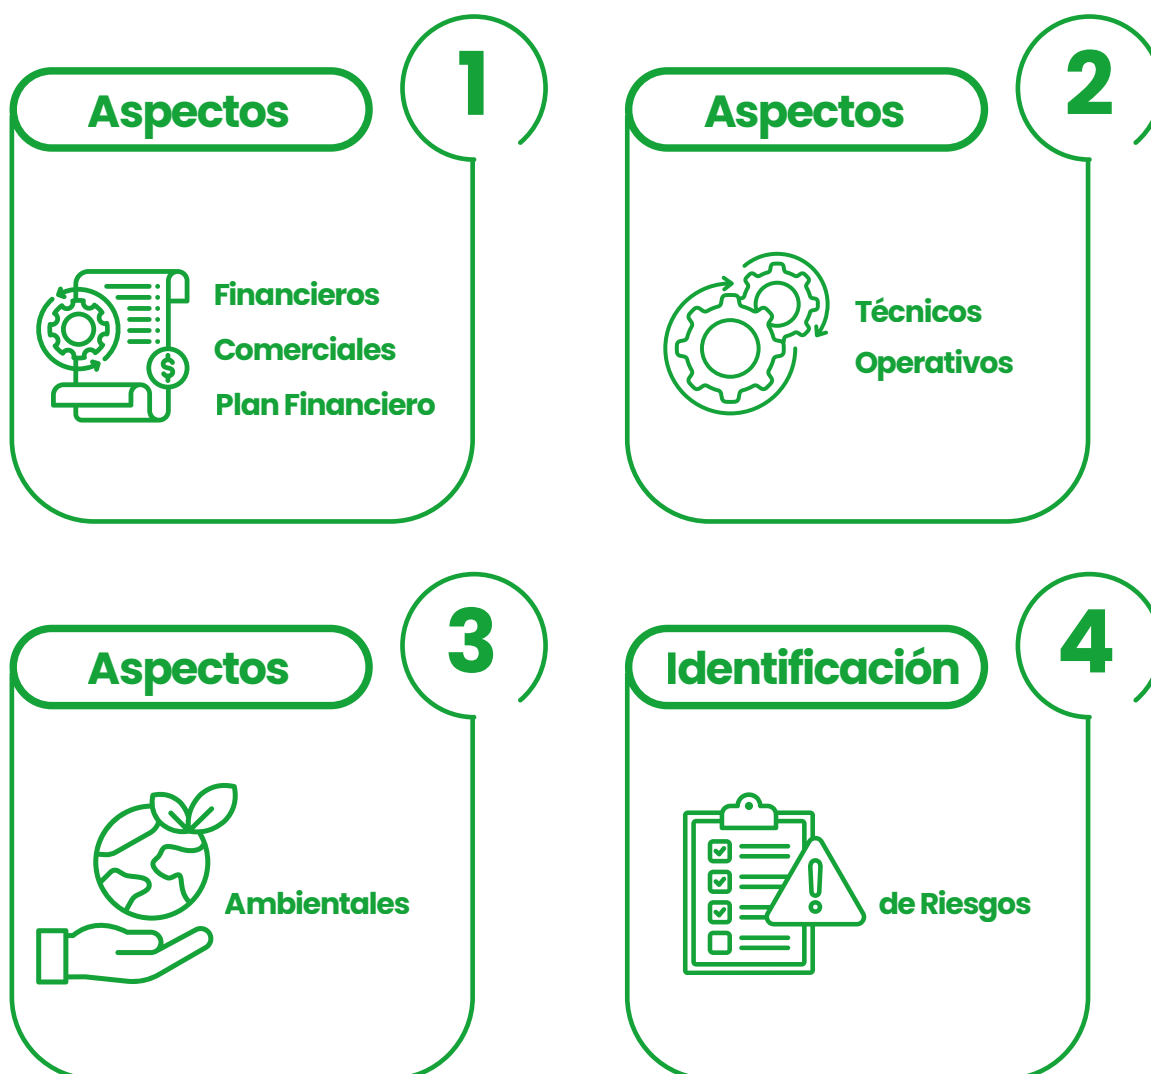 1
Aspectos
Financieros
Comerciales
Plan Financiero
$
2
Aspectos
Técnicos
Operativos
3
Aspectos
Ambientales
4
Identificación
de Riesgos